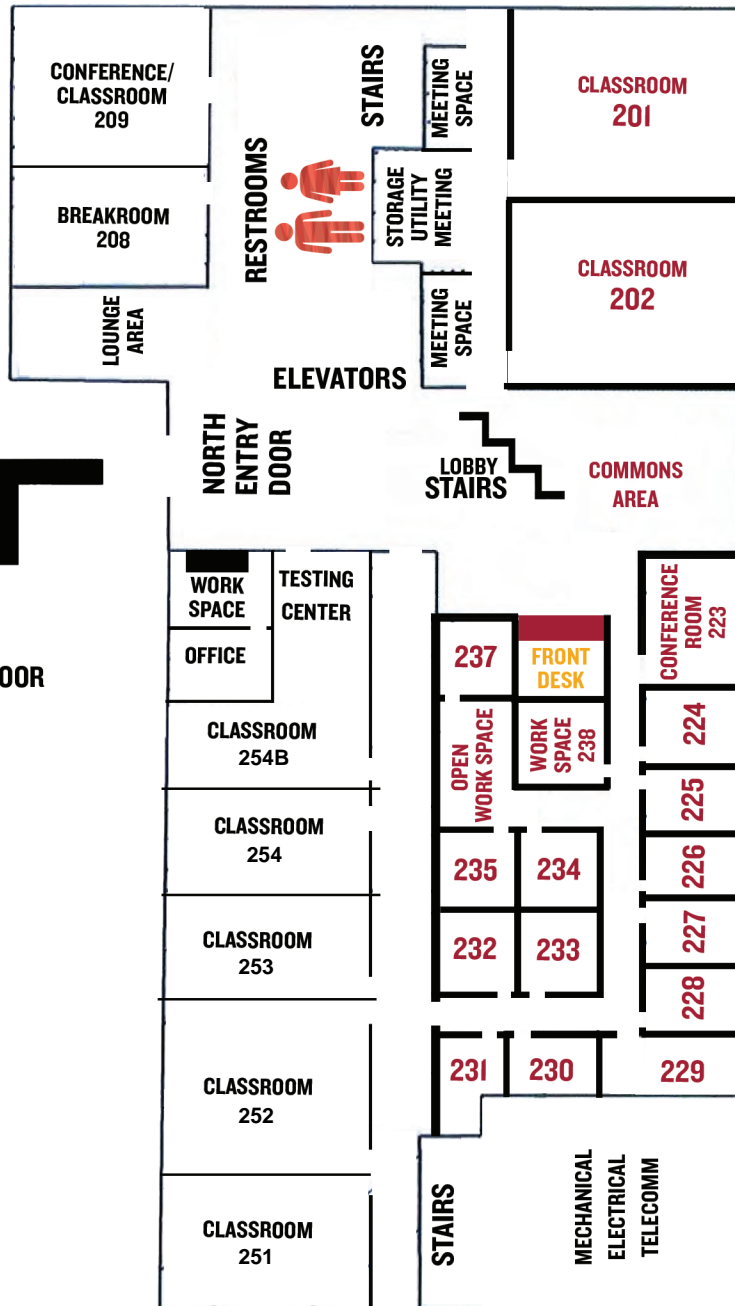 CONFERENCE/
CLASSROOM
209
BREAKROOM
208
LOUNGE
AREA
RESTROOMS
STAIRS
MEETING
SPACE
STORAGE
UTILITY
MEETING
MEETING
SPACE
CLASSROOM
201
CLASSROOM
202
ELEVATORS
NORTH
ENTRY
DOOR
LOBBY
STAIRS
COMMONS
AREA
WORK
SPACE
TESTING
CENTER
OFFICE
OOR
CLASSROOM
254B
CLASSROOM
254
CLASSROOM
253
CLASSROOM
252
CLASSROOM
251
237
FRONT
DESK
OPEN
WORK SPACE
WORK
SPACE
238
CONFERENCE
ROOM
223
224
225
226
227
228
235
234
232
233
231
230
229
STAIRS
MECHANICAL
ELECTRICAL
TELECOMM